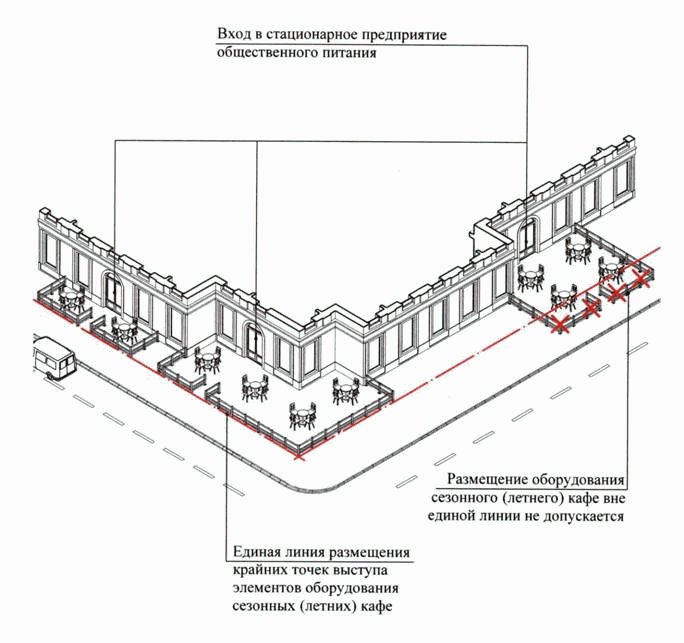 Вход в стационарное предприятие
общественного питания
Размещение оборудования
сезонного (летнего) кафе вне
единой линии не допускается
Единая линия размещения
крайних точек выступа
элементов оборудования
сезонных (летних) кафе